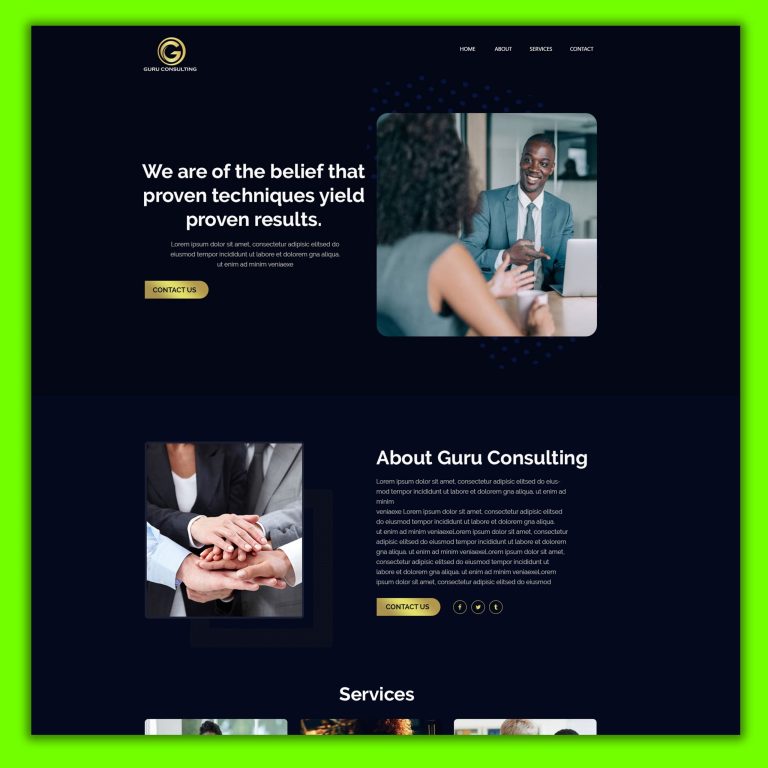 G
GURU CONSULTING
HOME ABOUT SERVICES CONTACT
We are of the belief that
proven techniques yield
proven results.
Lorem ipsum dolor sit amet, consectetur adipisic elitsed do
eiusmod tempor incididunt ut labore et dolorem gna aliqua.
ut enim ad minim veniaexe
CONTACT US
About Guru Consulting
Lorem ipsum dolor sit amet, consectetur adipisic elitsed do eius-
mod tempor incididunt ut labore et dolorem gna aliqua. ut enim ad
minim
veniaexe.Lorem ipsum dolor sit amet, consectetur adipisic elitsed
do eiusmod tempor incididunt ut labore et dolorem gna aliqua.
ut enim ad minim veniaexeLorem ipsum dolor sit amet, consectetur
adipisic elitsed do eiusmod tempor incididunt ut labore et dolorem
gna aliqua. ut enim ad minim veniaexeLorem ipsum dolor sit amet,
consectetur adipisic elitsed do eiusmod tempor incididunt ut
labore et dolorem gna aliqua. ut enim ad minim veniaexeLorem
ipsum dolor sit amet, consectetur adipisic elitsed do eiusmod
CONTACT US
Services